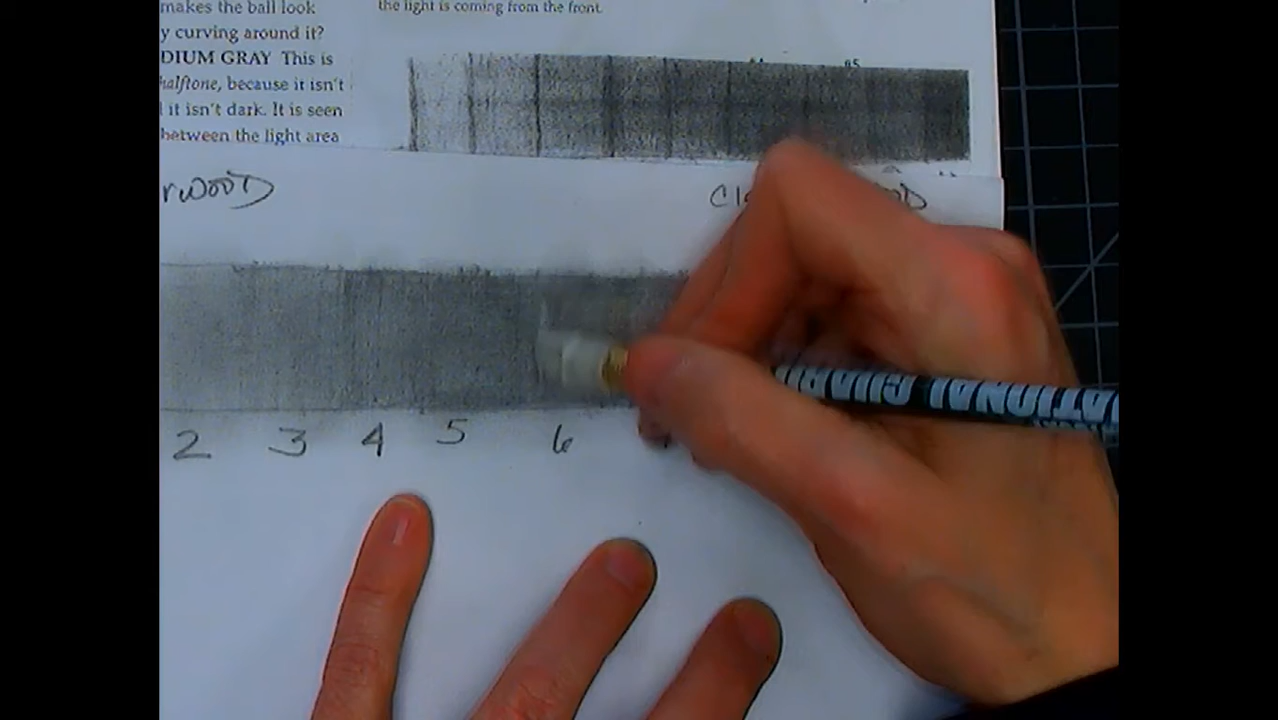 makes the ball look
y curving around it?
DIUM GRAY This is
halftone, because it isn't
it isn't dark. It is seen
between the light area
the light is coming from the front.
rwooD
2 3 4 5 6
ATIONAL GUARD